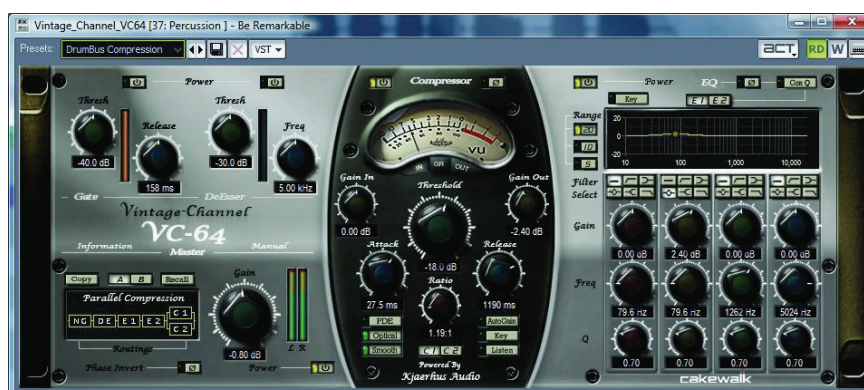 Vintage_Channel_VC64 [37: Percussion ] - Be Remarkable
Presets: DrumBus Compression VST ACT RD W
Power
Thresh
Release
-40.0 dB
158 ms
Gate
Thresh
Freq
-30.0 dB
5.00 kHz
DeEsser
Vintage-Channel
VC-64
Information Master Manual
Copy A B Recall
Parallel Compression
NG DE E1 E2 C1 C2
Routings
Phase Invert Ø
Gain
-0.80 dB
L R
Power
Compressor Ø
VU
IN GR OUT
Gain In
0.00 dB
Threshold
-18.0 dB
Gain Out
-2.40 dB
Attack
27.5 ms
Release
1190 ms
Ratio
1.19:1
PDE
Optical
Smooth
C1 C2
AutoGain
Key
Listen
Powered By
Kjaerhus Audio
Power EQ Ø Con Q
Key E1 E2
Range
20
10
5
20
0
-20
10 100 1,000 10,000
Filter
Select
Gain
0.00 dB 2.40 dB 0.00 dB 0.00 dB
Freq
79.6 Hz 79.6 Hz 1262 Hz 5024 Hz
Q
0.70 0.70 0.70 0.70
cakewalk